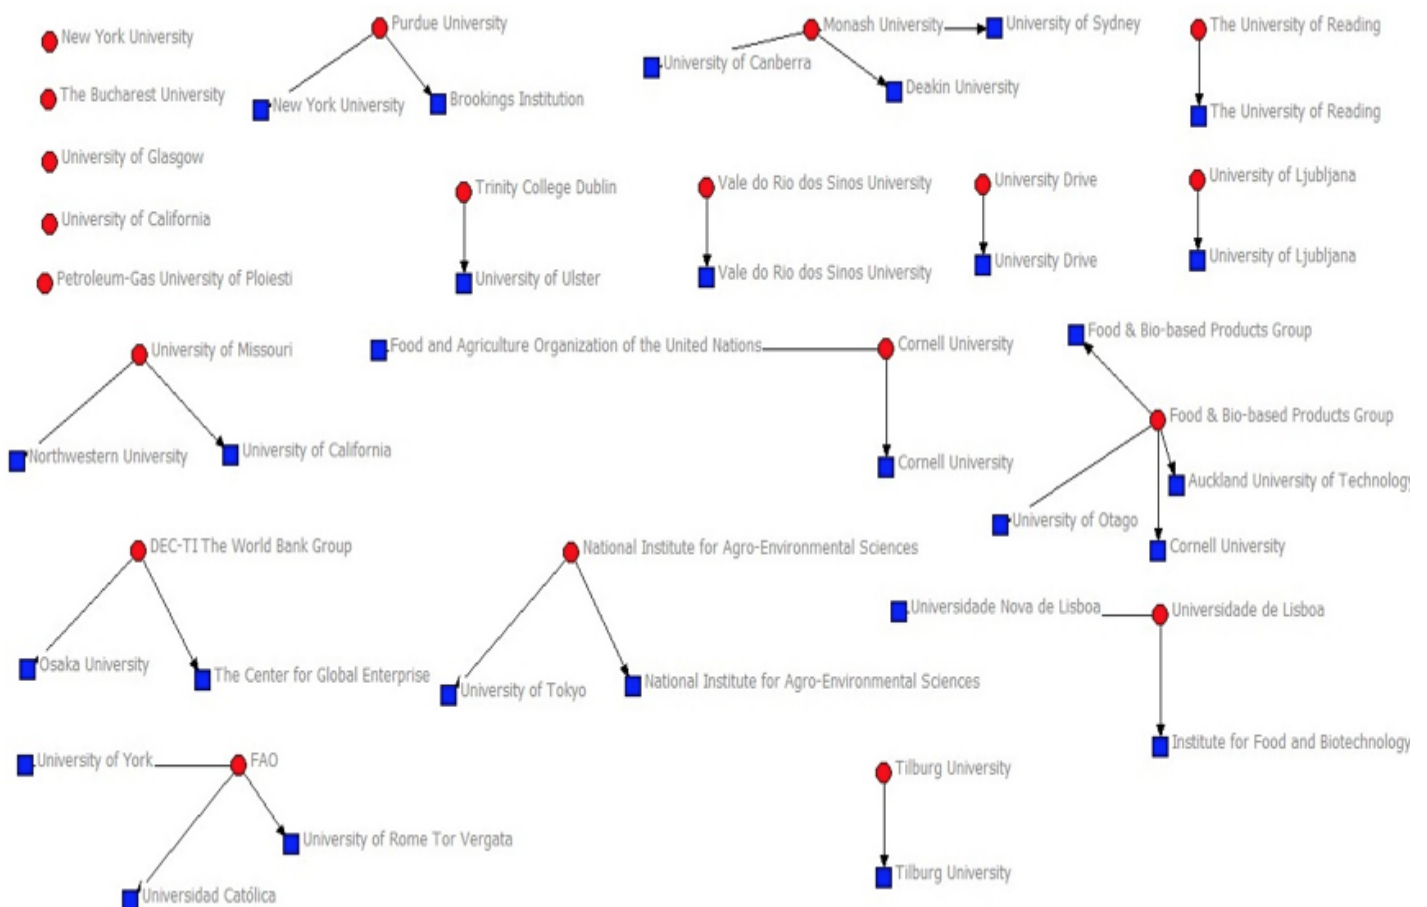 New York University
Purdue University
Monash University
University of Sydney
The University of Reading
University of Canberra
Deakin University
The Bucharest University
New York University
Brookings Institution
The University of Reading
University of Glasgow
Trinity College Dublin
Vale do Rio dos Sinos University
University Drive
University of Ljubljana
University of California
Petroleum-Gas University of Ploiesti
University of Ulster
Vale do Rio dos Sinos University
University Drive
University of Ljubljana
University of Missouri
Food and Agriculture Organization of the United Nations
Cornell University
Food & Bio-based Products Group
Food & Bio-based Products Group
Northwestern University
University of California
Cornell University
Auckland University of Technology
University of Otago
Cornell University
DEC-TI The World Bank Group
National Institute for Agro-Environmental Sciences
Universidade Nova de Lisboa
Universidade de Lisboa
Osaka University
The Center for Global Enterprise
University of Tokyo
National Institute for Agro-Environmental Sciences
Institute for Food and Biotechnology
University of York
FAO
Tilburg University
University of Rome Tor Vergata
Universidad Católica
Tilburg University